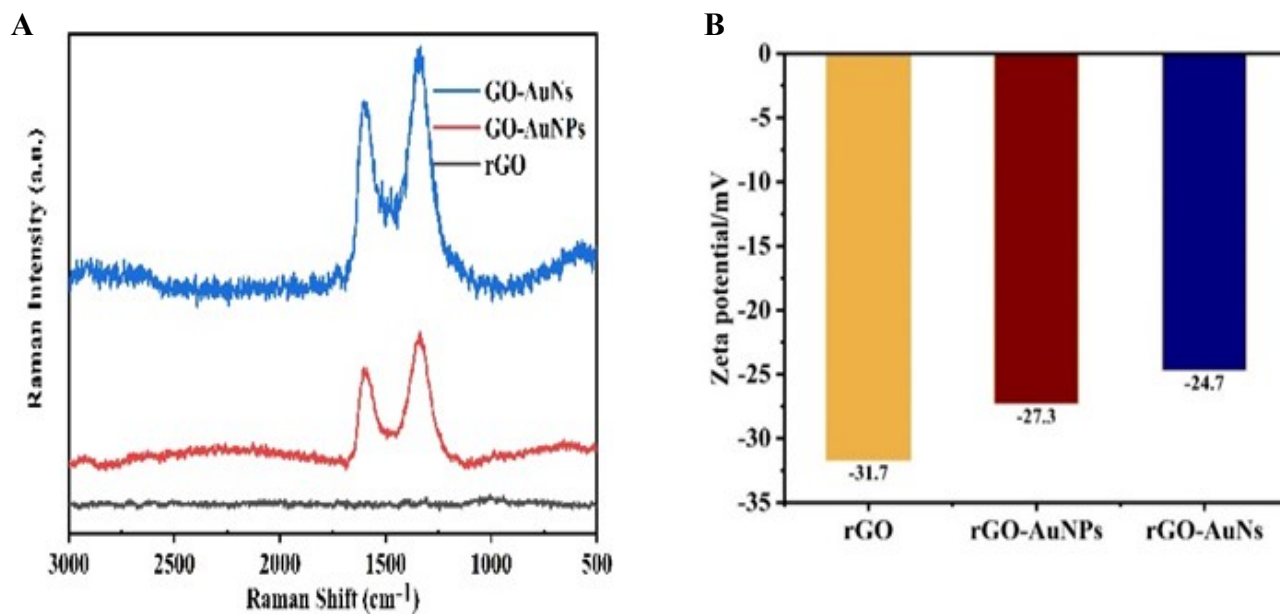 A
GO-AuNs
GO-AuNPs
rGO
Raman Intensity (a.u.)
3000 2500 2000 1500 1000 500
Raman Shift (cm⁻¹)
B
0
-5
-10
-15
-20
-25
-30
-35
Zeta potential/mV
-31.7
-27.3
-24.7
rGO rGO-AuNPs rGO-AuNs